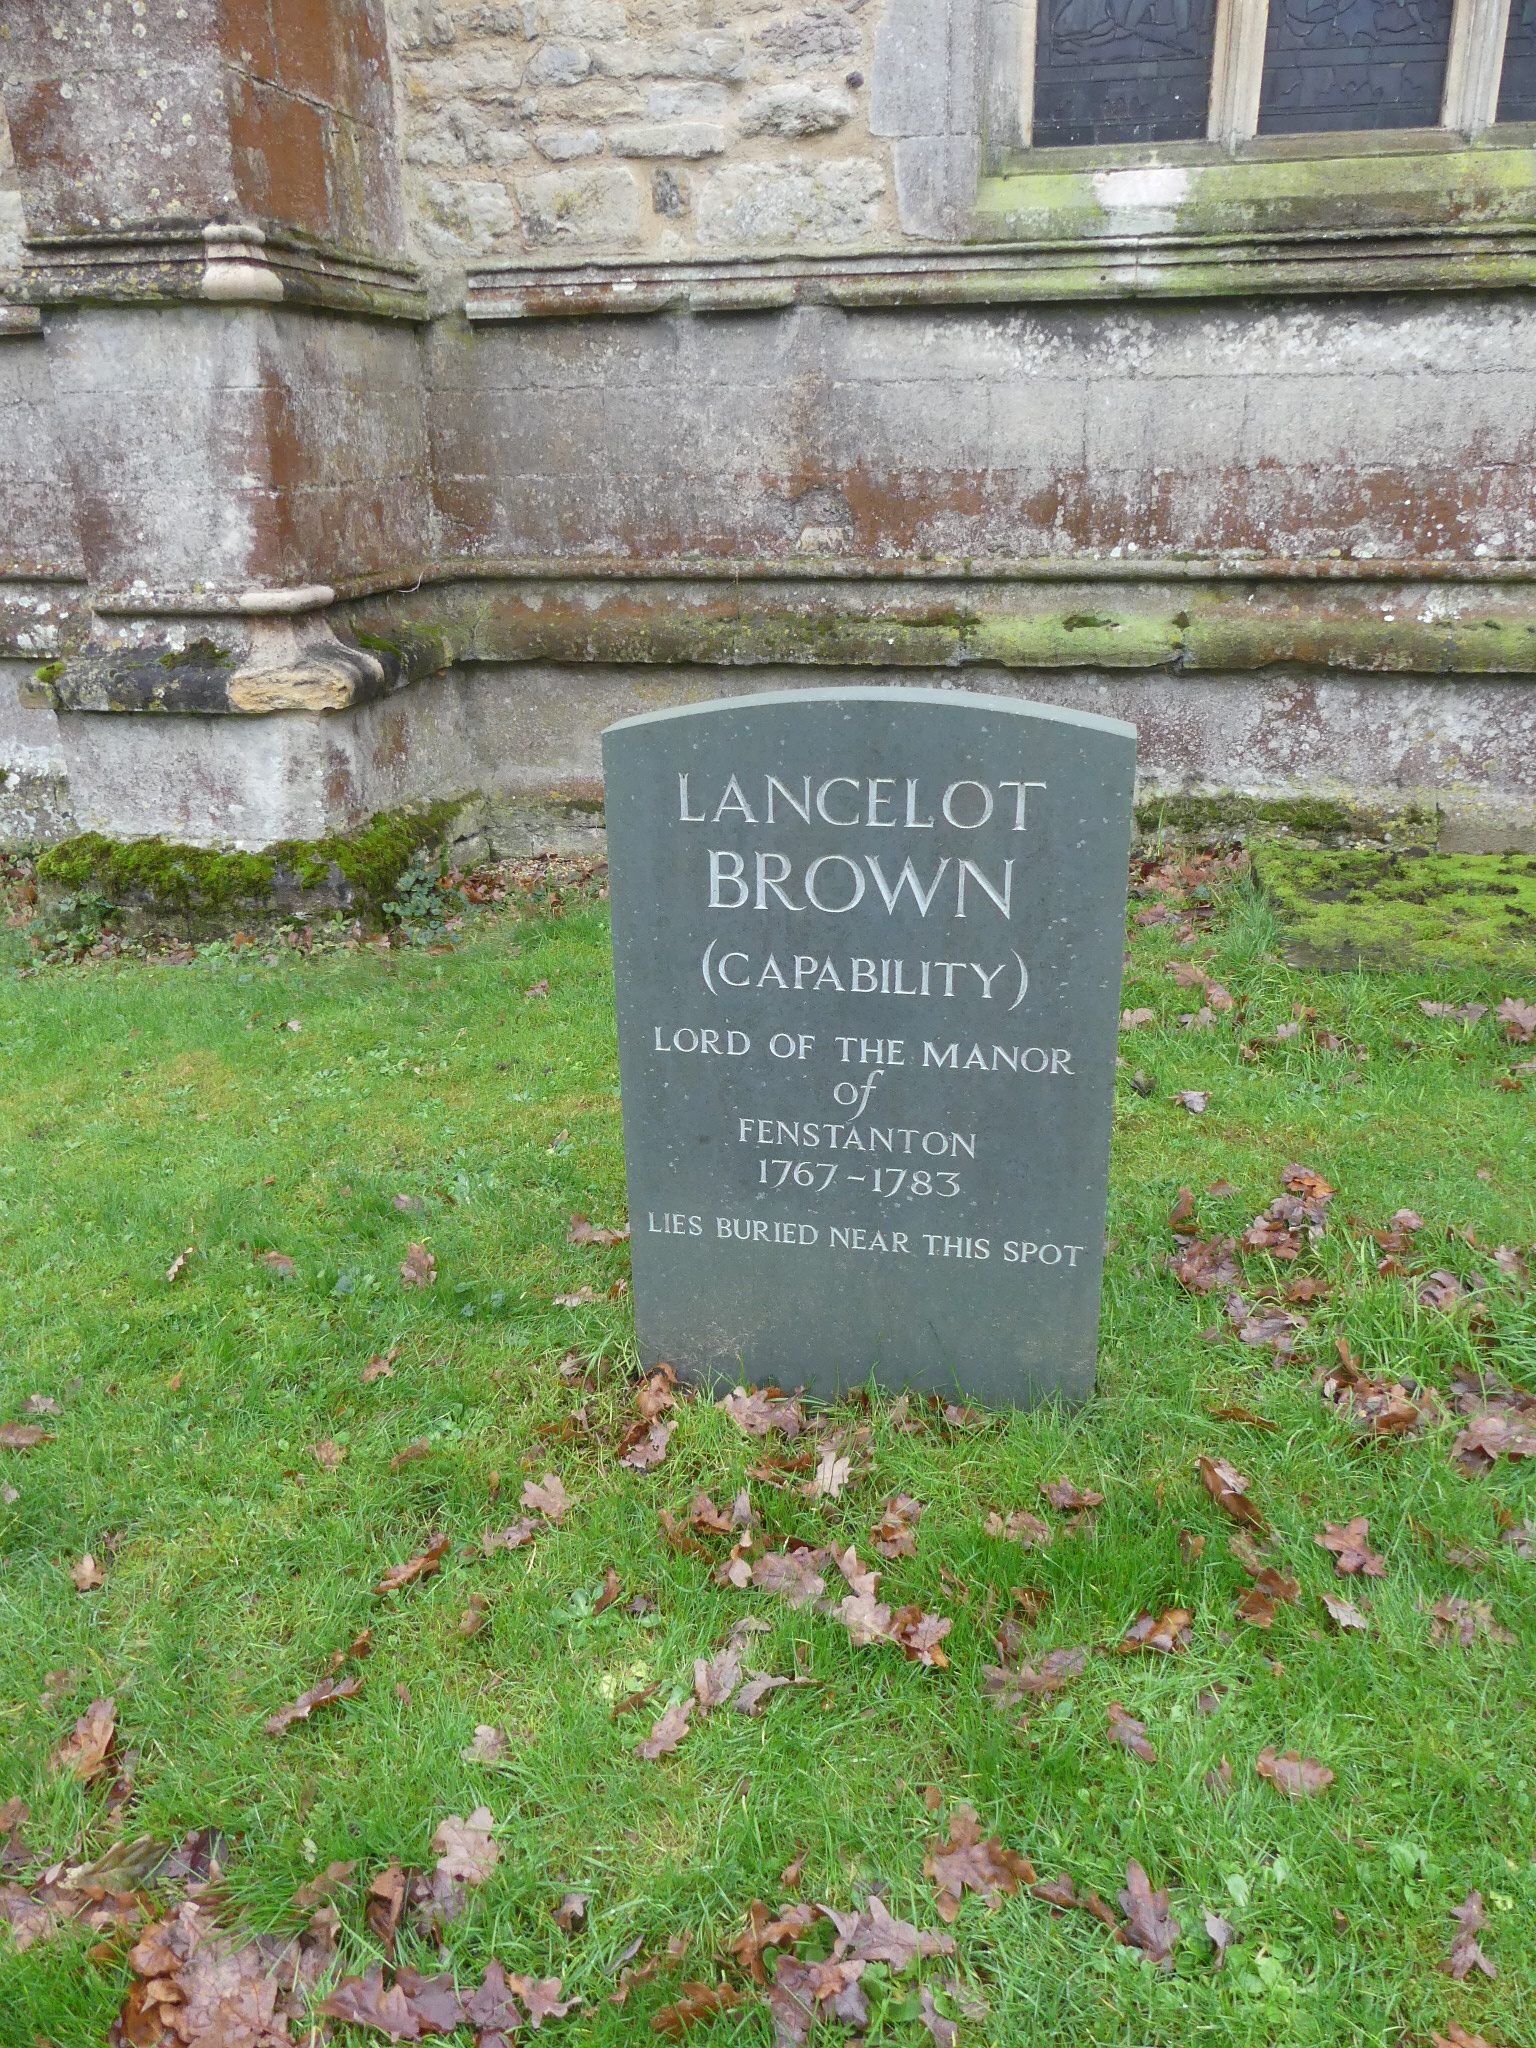 LANCELOT
BROWN
(CAPABILITY)
LORD OF THE MANOR
of
FENSTANTON
1767-1783
LIES BURIED NEAR THIS SPOT